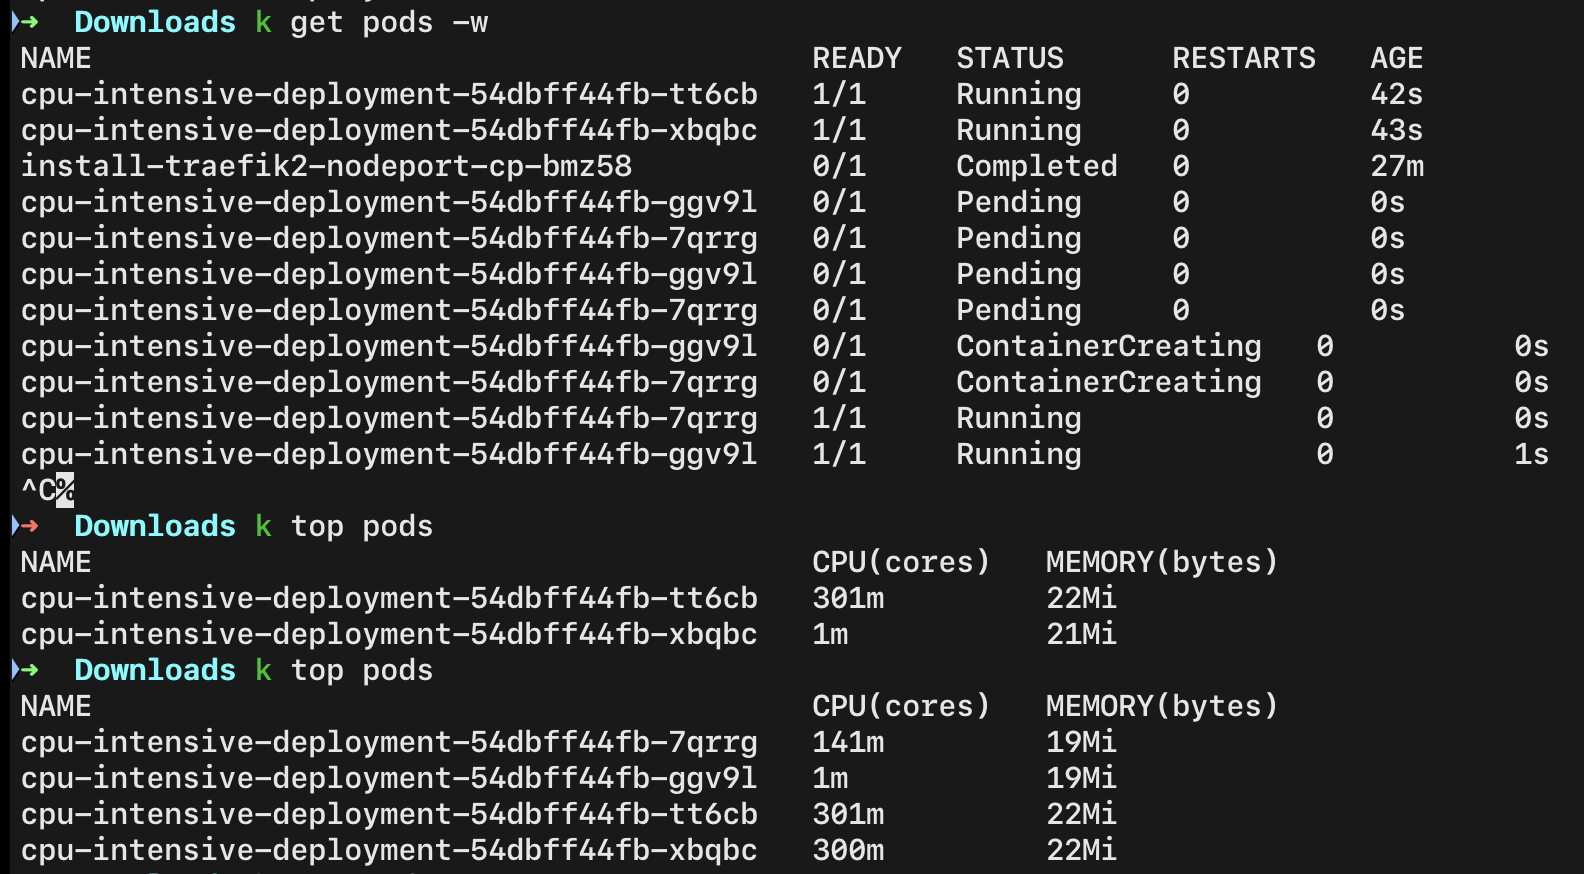 ➜ Downloads k get pods -w
NAME READY STATUS RESTARTS AGE
cpu-intensive-deployment-54dbff44fb-tt6cb 1/1 Running 0 42s
cpu-intensive-deployment-54dbff44fb-xbqbc 1/1 Running 0 43s
install-traefik2-nodeport-cp-bmz58 0/1 Completed 0 27m
cpu-intensive-deployment-54dbff44fb-ggv9l 0/1 Pending 0 0s
cpu-intensive-deployment-54dbff44fb-7qrrg 0/1 Pending 0 0s
cpu-intensive-deployment-54dbff44fb-ggv9l 0/1 Pending 0 0s
cpu-intensive-deployment-54dbff44fb-7qrrg 0/1 Pending 0 0s
cpu-intensive-deployment-54dbff44fb-ggv9l 0/1 ContainerCreating 0 0s
cpu-intensive-deployment-54dbff44fb-7qrrg 0/1 ContainerCreating 0 0s
cpu-intensive-deployment-54dbff44fb-7qrrg 1/1 Running 0 0s
cpu-intensive-deployment-54dbff44fb-ggv9l 1/1 Running 0 1s
^C%
➜ Downloads k top pods
NAME CPU(cores) MEMORY(bytes)
cpu-intensive-deployment-54dbff44fb-tt6cb 301m 22Mi
cpu-intensive-deployment-54dbff44fb-xbqbc 1m 21Mi
➜ Downloads k top pods
NAME CPU(cores) MEMORY(bytes)
cpu-intensive-deployment-54dbff44fb-7qrrg 141m 19Mi
cpu-intensive-deployment-54dbff44fb-ggv9l 1m 19Mi
cpu-intensive-deployment-54dbff44fb-tt6cb 301m 22Mi
cpu-intensive-deployment-54dbff44fb-xbqbc 300m 22Mi